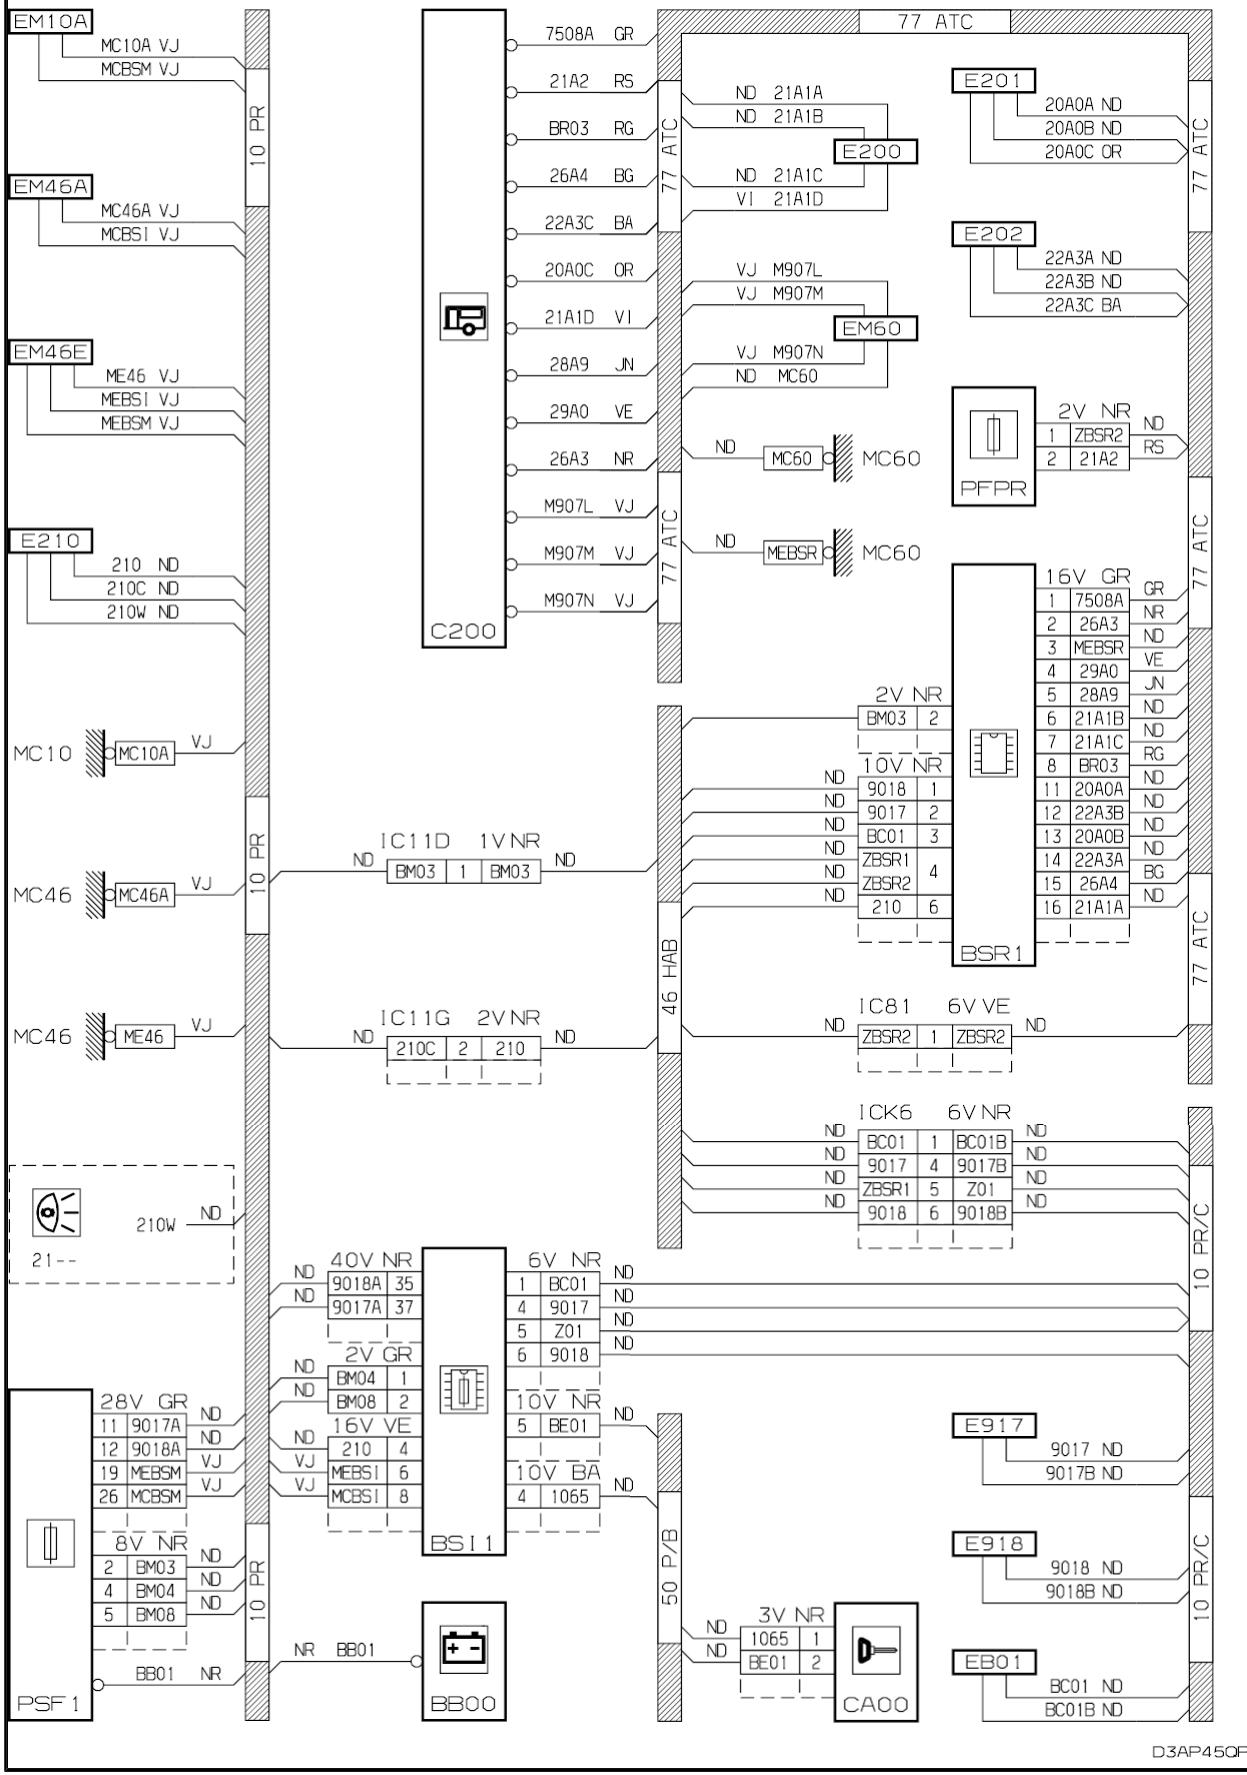 EM10A
MC10A VJ
MCBSM VJ
10 PR
EM46A
MC46A VJ
MCBSI VJ
EM46E
ME46 VJ
MEBSI VJ
MEBSM VJ
E210
210 ND
210C ND
210W ND
MC10 MC10A VJ
MC46 MC46A VJ
10 PR
MC46 ME46 VJ
210W ND
21--
7508A GR
21A2 RS
BR03 RG
26A4 BG
22A3C BA
20A0C OR
21A1D VI
28A9 JN
29A0 VE
26A3 NR
M907L VJ
M907M VJ
M907N VJ
C200
77 ATC
77 ATC
77 ATC
ND 21A1A
ND 21A1B
E200
ND 21A1C
VI 21A1D
VJ M907L
VJ M907M
EM60
VJ M907N
ND MC60
ND MC60 MC60
ND MEBSR MC60
E201
20A0A ND
20A0B ND
20A0C OR
77 ATC
E202
22A3A ND
22A3B ND
22A3C BA
PFPR
2V NR
1 ZBSR2 ND
2 21A2 RS
77 ATC
16V GR
1 7508A GR
2 26A3 NR
3 MEBSR ND
4 29A0 VE
5 28A9 JN
6 21A1B ND
7 21A1C ND
8 BR03 RG
11 20A0A ND
12 22A3B ND
13 20A0B ND
14 22A3A ND
15 26A4 BG
16 21A1A ND
BSR1
2V NR
BM03 2
10V NR
ND 9018 1
ND 9017 2
ND BC01 3
ND ZBSR1
4
ND ZBSR2
ND 210 6
77 ATC
IC11D 1V NR
ND BM03 1 BM03 ND
46 HAB
IC11G 2V NR
ND 210C 2 210 ND
IC81 6V VE
ND ZBSR2 1 ZBSR2 ND
ICK6 6V NR
ND BC01 1 BC01B ND
ND 9017 4 9017B ND
ND ZBSR1 5 Z01 ND
ND 9018 6 9018B ND
10 PR/C
40V NR
ND 9018A 35
ND 9017A 37
2V GR
ND BM04 1
ND BM08 2
16V VE
ND 210 4
VJ MEBSI 6
VJ MCBSI 8
BSI1
6V NR
1 BC01 ND
4 9017 ND
5 Z01 ND
6 9018 ND
10V NR
5 BE01 ND
10V BA
4 1065 ND
28V GR
11 9017A ND
12 9018A ND
19 MEBSM VJ
26 MCBSM VJ
8V NR
2 BM03 ND
4 BM04 ND
5 BM08 ND
BB01 NR
PSF1
10 PR
NR BB01
BB00
50 P/B
3V NR
ND 1065 1
ND BE01 2
CA00
E917
9017 ND
9017B ND
E918
9018 ND
9018B ND
10 PR/C
EB01
BC01 ND
BC01B ND